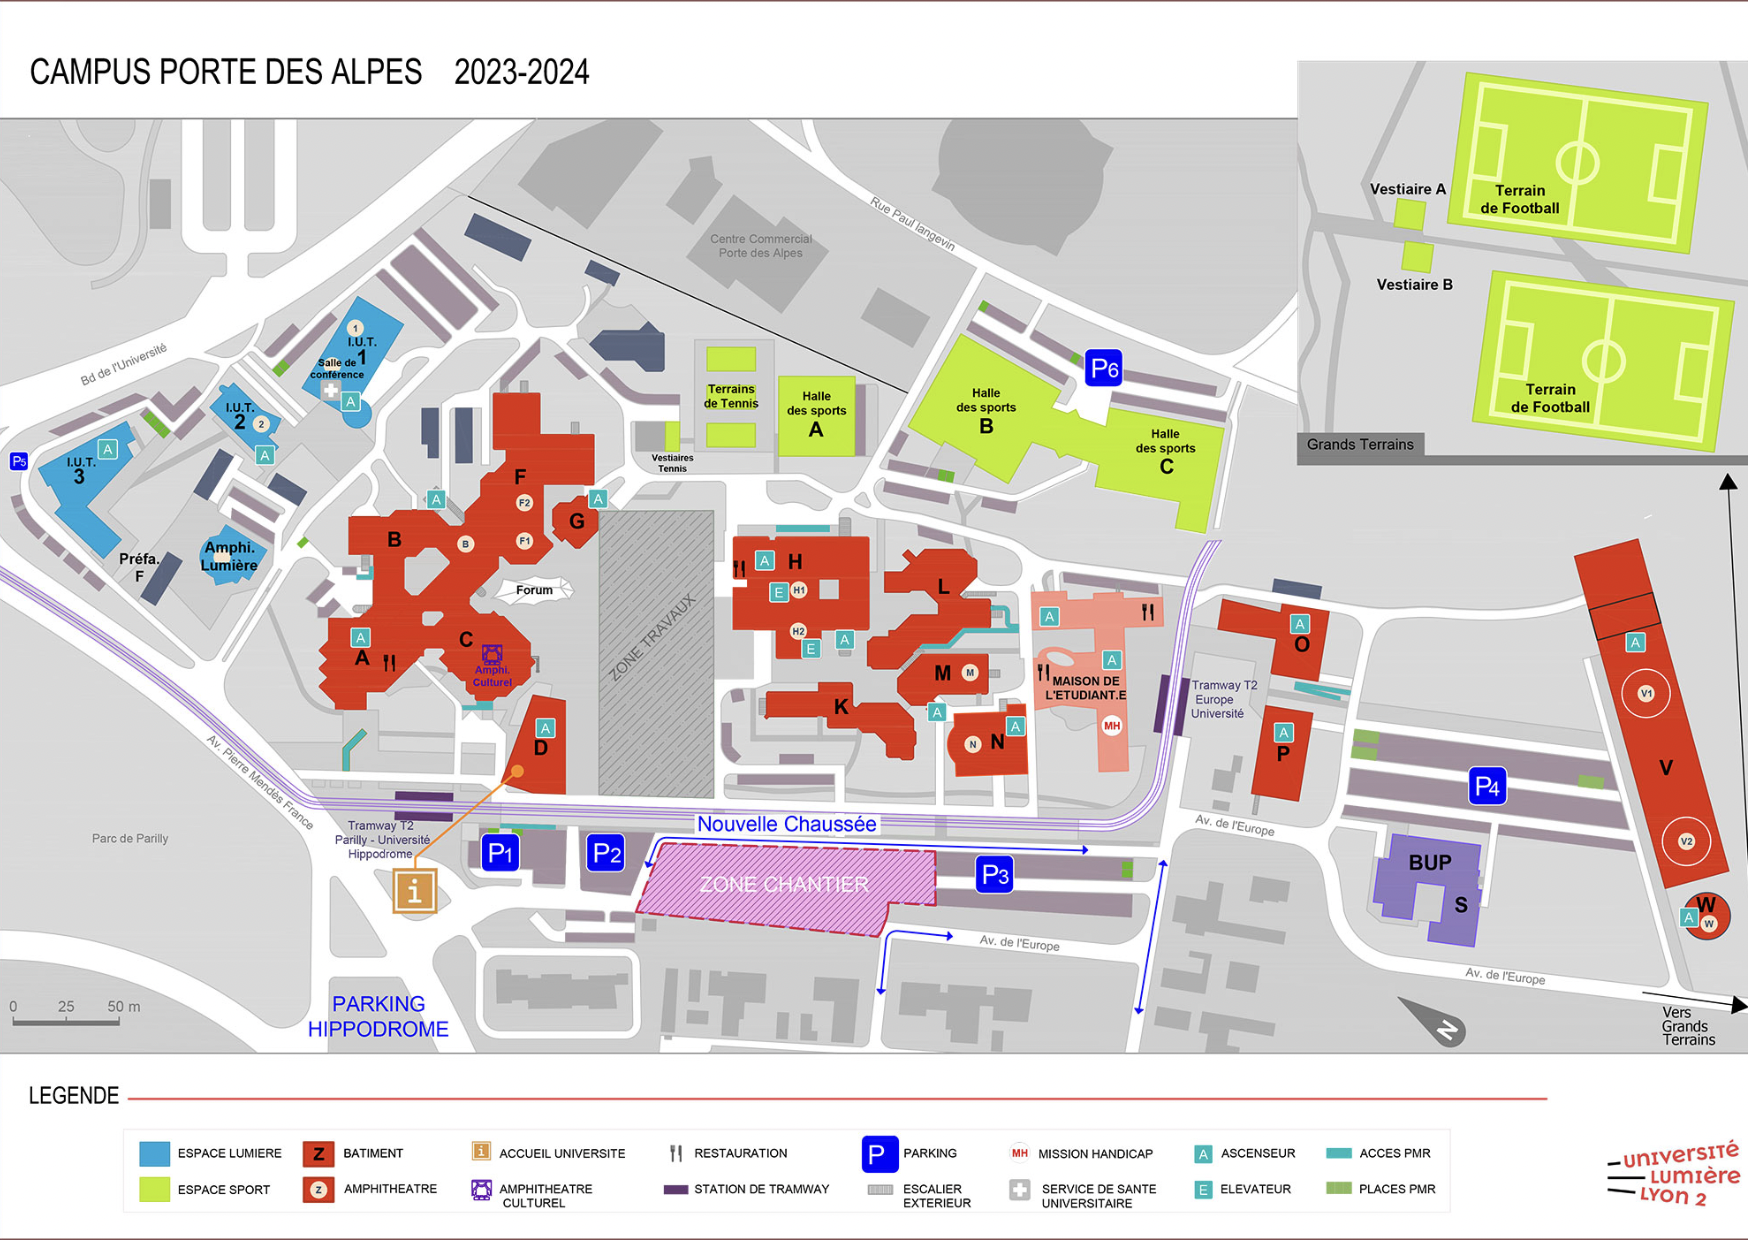 CAMPUS PORTE DES ALPES 2023-2024
Terrain
de Football
Vestiaire A
Vestiaire B
Terrain
de Football
Grands Terrains
Rue Paul langevin
Centre Commercial
Porte des Alpes
Bd de l'Université
1
I.U.T.
1
Salle de
conférence
A
I.U.T.
2
2
A
P5
I.U.T.
3
A
Préfa.
F
Amphi.
Lumière
Terrains
de Tennis
Vestiaires
Tennis
Halle
des sports
A
Halle
des sports
B
Halle
des sports
C
P6
F
F2
F1
A
G
A
B
B
Forum
A
A
C
Amphi.
Culturel
D
A
ZONE TRAVAUX
H
A
E
H1
H2
E
A
L
M
M
A
K
N
N
A
A
A
MAISON DE
L'ETUDIANT.E
MH
Tramway T2
Europe
Université
A
O
A
P
P4
A
V1
V
V2
W
A
W
BUP
S
Av. de l'Europe
Av. de l'Europe
Av. de l'Europe
Av. Pierre Mendès France
Parc de Parilly
Tramway T2
Parilly - Université
Hippodrome
i
P1
P2
Nouvelle Chaussée
ZONE CHANTIER
P3
PARKING
HIPPODROME
0 25 50 m
N
Vers
Grands
Terrains
LEGENDE
ESPACE LUMIERE
Z BATIMENT
i ACCUEIL UNIVERSITE
RESTAURATION
P PARKING
MH MISSION HANDICAP
A ASCENSEUR
ACCES PMR
ESPACE SPORT
Z AMPHITHEATRE
AMPHITHEATRE
CULTUREL
STATION DE TRAMWAY
ESCALIER
EXTERIEUR
SERVICE DE SANTE
UNIVERSITAIRE
E ELEVATEUR
PLACES PMR
UNIVERSITÉ
LUMIÈRE
LYON 2